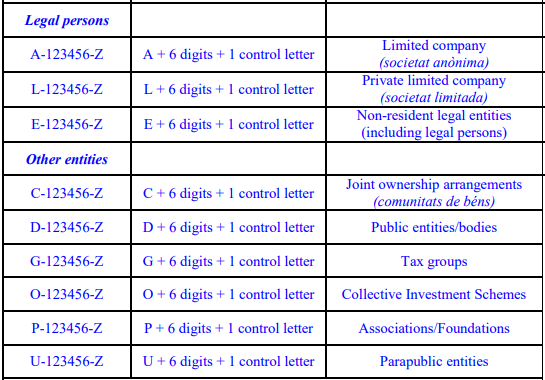 Legal persons
A-123456-Z A + 6 digits + 1 control letter Limited company
(societat anònima)
L-123456-Z L + 6 digits + 1 control letter Private limited company
(societat limitada)
E-123456-Z E + 6 digits + 1 control letter Non-resident legal entities
(including legal persons)
Other entities
C-123456-Z C + 6 digits + 1 control letter Joint ownership arrangements
(comunitats de béns)
D-123456-Z D + 6 digits + 1 control letter Public entities/bodies
G-123456-Z G + 6 digits + 1 control letter Tax groups
O-123456-Z O + 6 digits + 1 control letter Collective Investment Schemes
P-123456-Z P + 6 digits + 1 control letter Associations/Foundations
U-123456-Z U + 6 digits + 1 control letter Parapublic entities